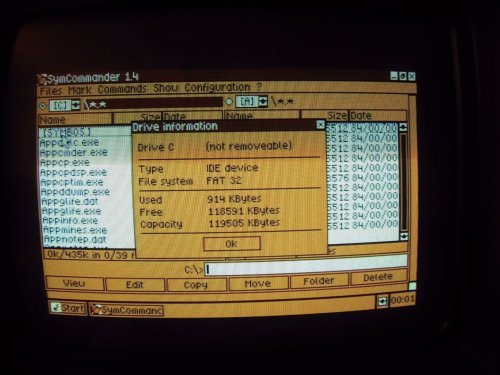 SymCommander 1.4
Files Mark Commands Show Configuration ?
[C] \*.* [A] \*.*
Name Size Date Name Size Date
[SYMBOS]
Appcmder.exe
Appcp.exe
Appcpdsp.exe
Appcptim.exe
Appddump.exe
Appglife.dat
Appglife.exe
Appinfo.exe
Appmines.exe
Appnotep.dat
Drive information
Drive C (not removeable)
Type IDE device
File system FAT 32
Used 914 KBytes
Free 118591 KBytes
Capacity 119505 KBytes
Ok
0k/435k in 0/39
C:\>
View Edit Copy Move Folder Delete
Start SymCommanc 00:01